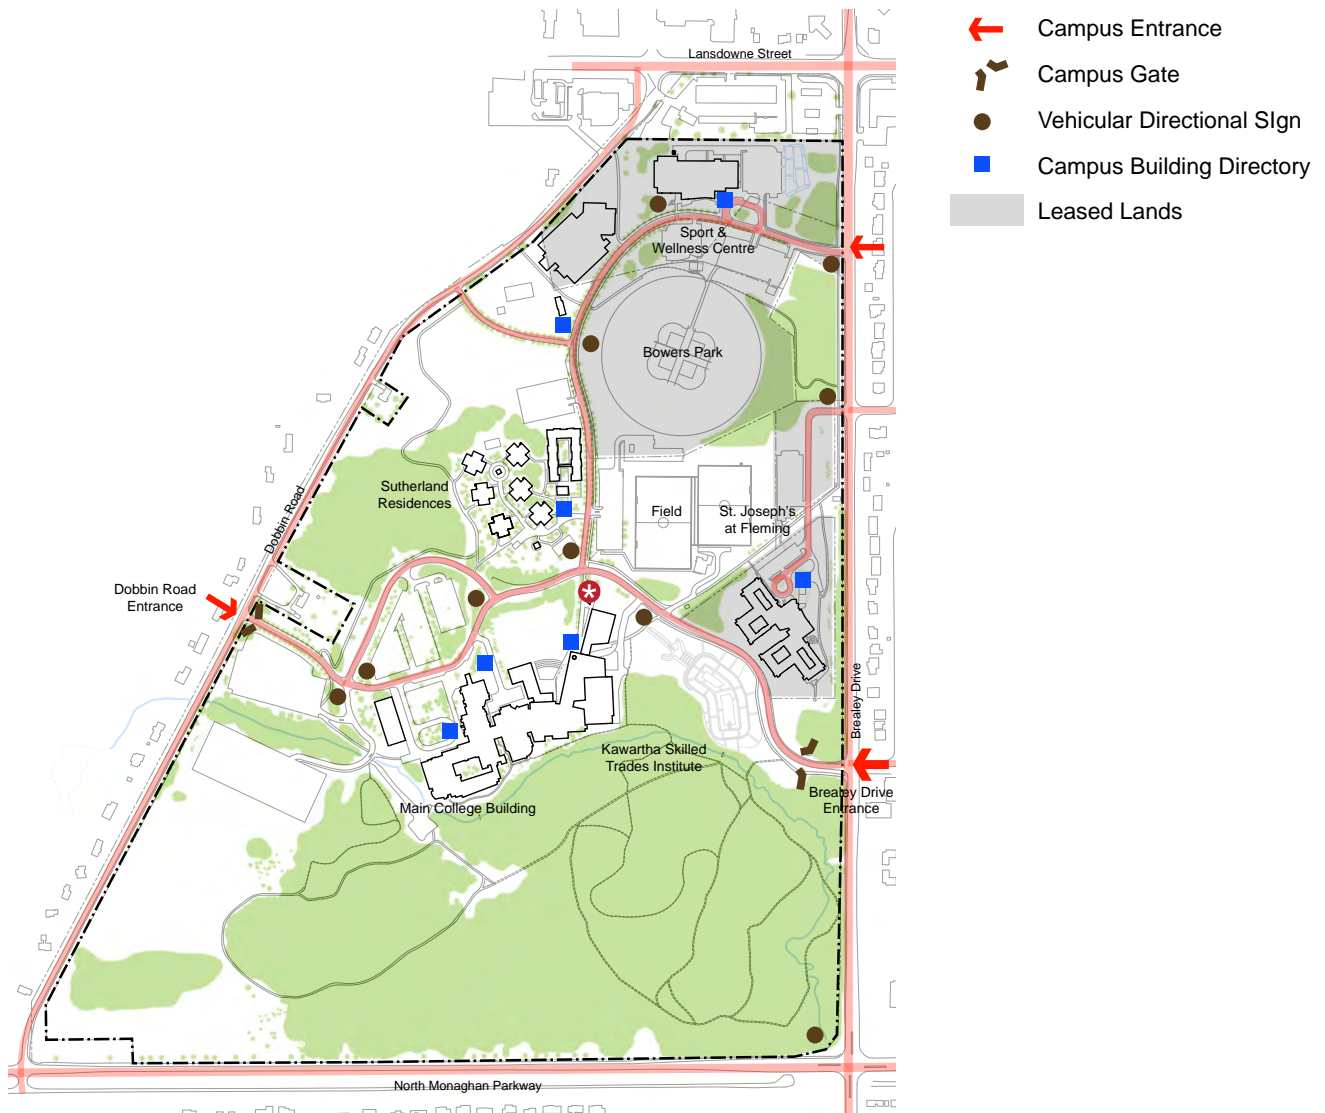 Campus Entrance
Campus Gate
Vehicular Directional SIgn
Campus Building Directory
Leased Lands
Lansdowne Street
Sport &
Wellness Centre
Bowers Park
Sutherland
Residences
Field
St. Joseph's
at Fleming
Dobbin Road
Dobbin Road
Entrance
Brealey Drive
Kawartha Skilled
Trades Institute
Main College Building
Brealey Drive
Entrance
North Monaghan Parkway